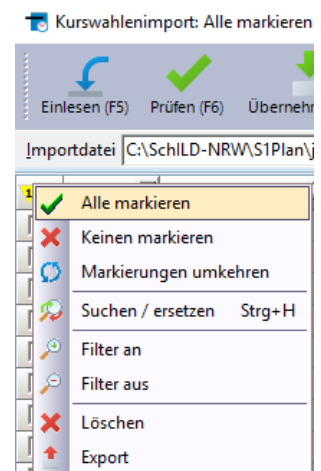 Kurswahlenimport: Alle markieren
Einlesen (F5) Prüfen (F6) Übernehm
Importdatei C:\SchILD-NRW\S1Plan\j
1
Alle markieren
Keinen markieren
Markierungen umkehren
Suchen / ersetzen Strg+H
Filter an
Filter aus
Löschen
Export